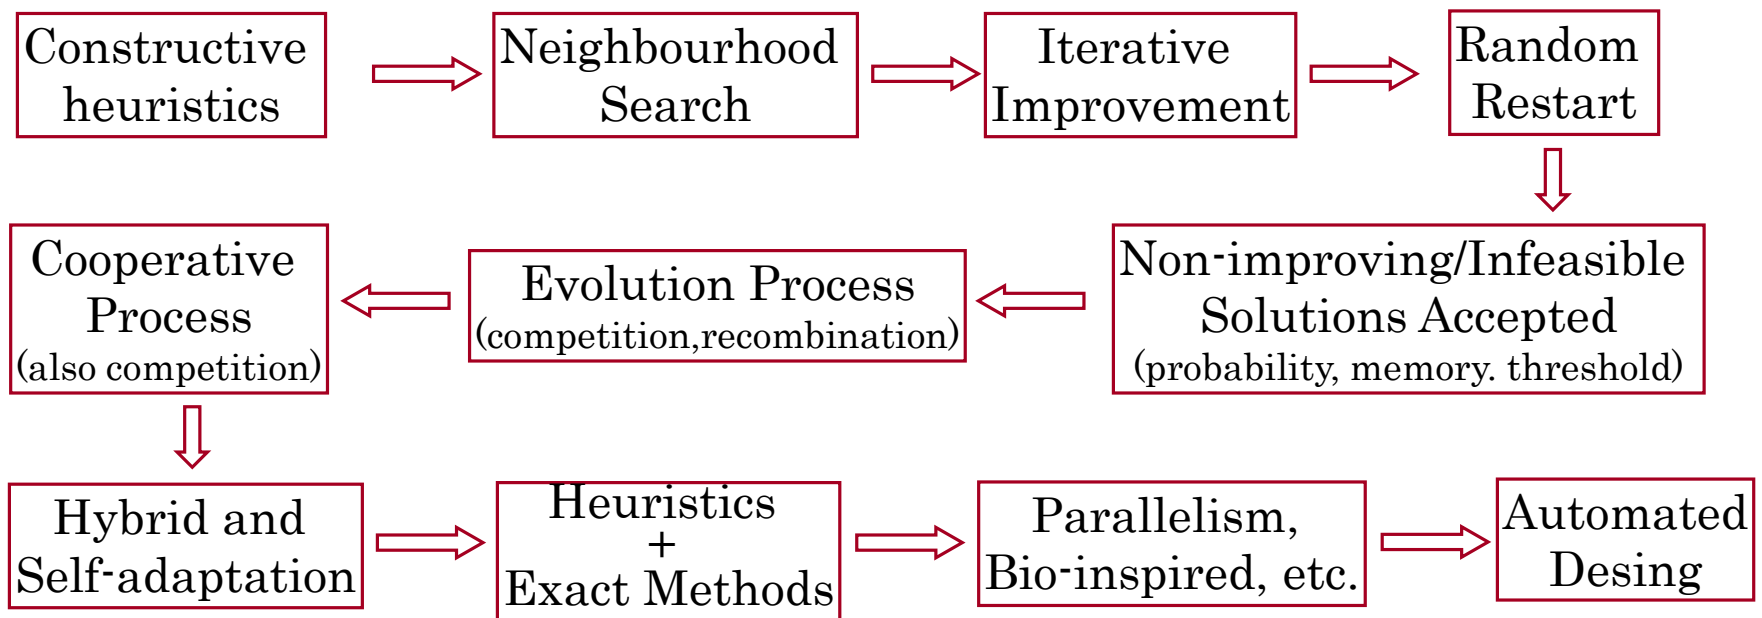 Constructive
heuristics
Neighbourhood
Search
Iterative
Improvement
Random
Restart
Non-improving/Infeasible
Solutions Accepted
(probability, memory. threshold)
Evolution Process
(competition,recombination)
Cooperative
Process
(also competition)
Hybrid and
Self-adaptation
Heuristics
+
Exact Methods
Parallelism,
Bio-inspired, etc.
Automated
Desing